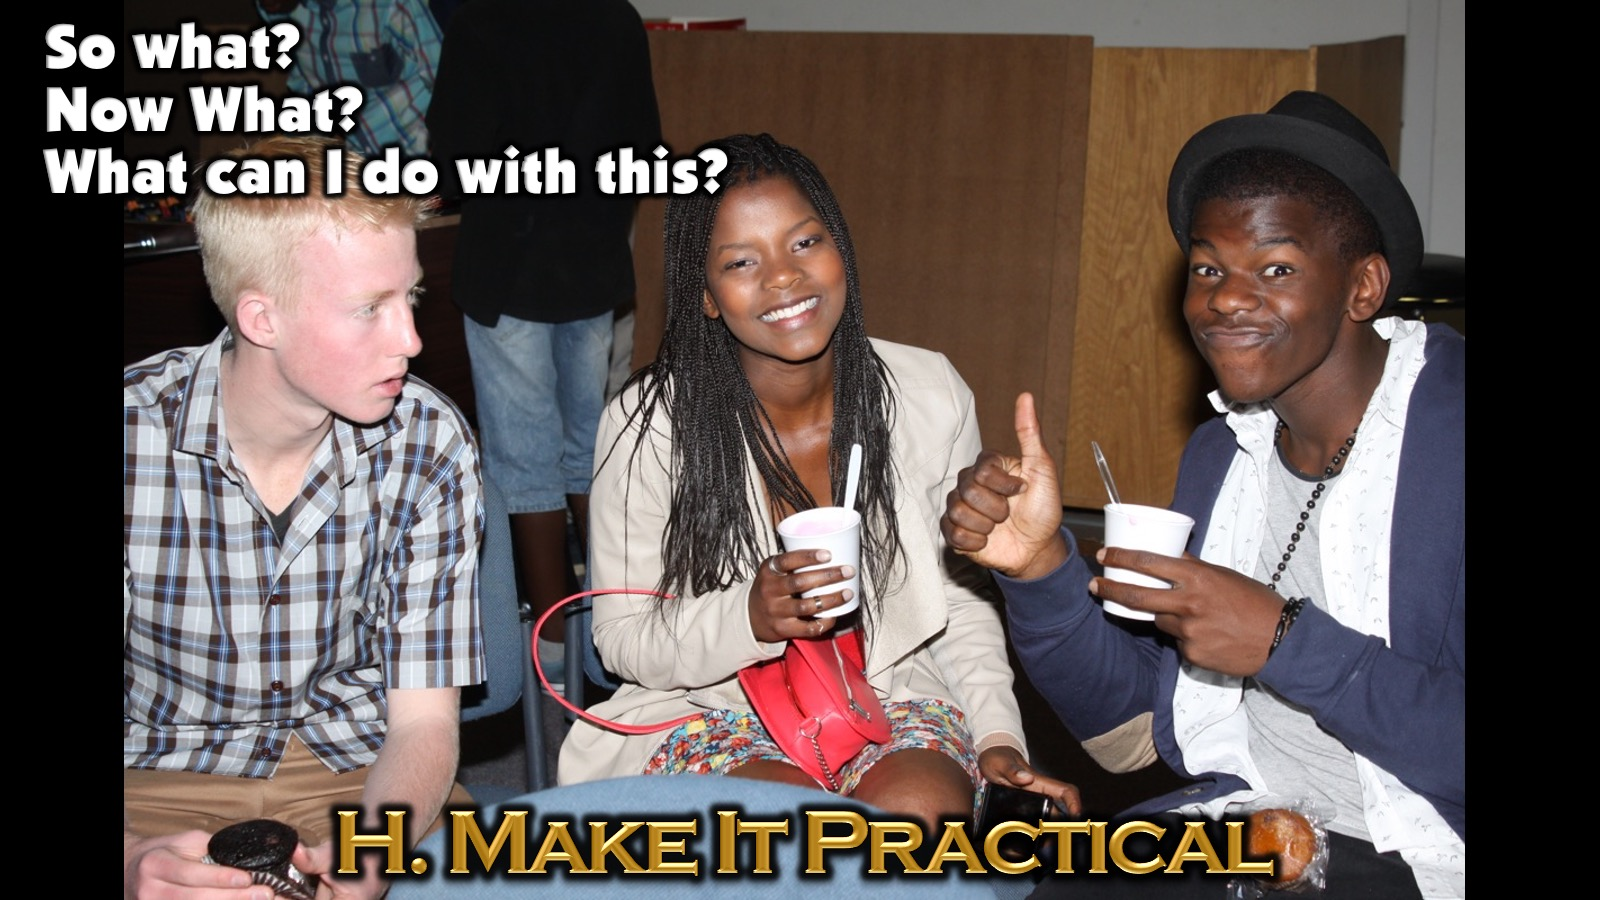 So what?
Now What?
What can I do with this?
H. Make It Practical